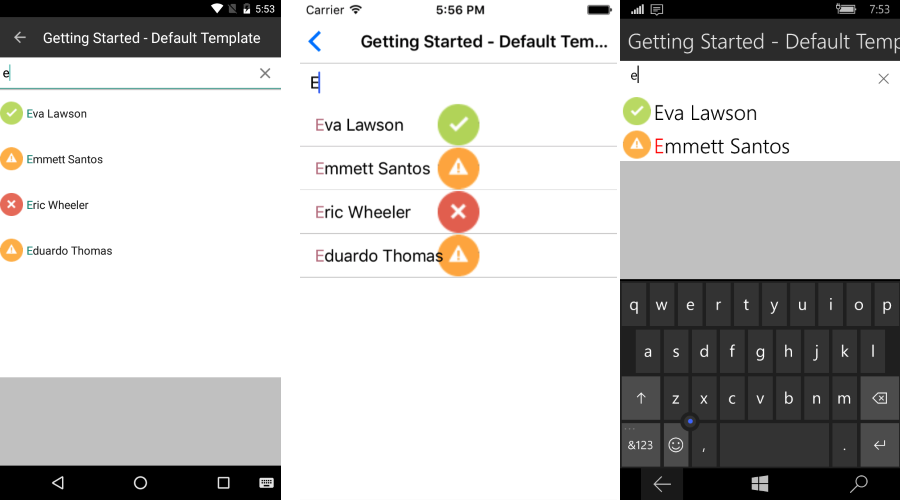 5:53
Getting Started - Default Template
e
Eva Lawson
Emmett Santos
Eric Wheeler
Eduardo Thomas
Carrier 5:56 PM
Getting Started - Default Tem...
E
Eva Lawson
Emmett Santos
Eric Wheeler
Eduardo Thomas
7:53
Getting Started - Default Temp
e
Eva Lawson
Emmett Santos
q w e r t y u i o p
a s d f g h j k l
z x c v b n m
&123 , .